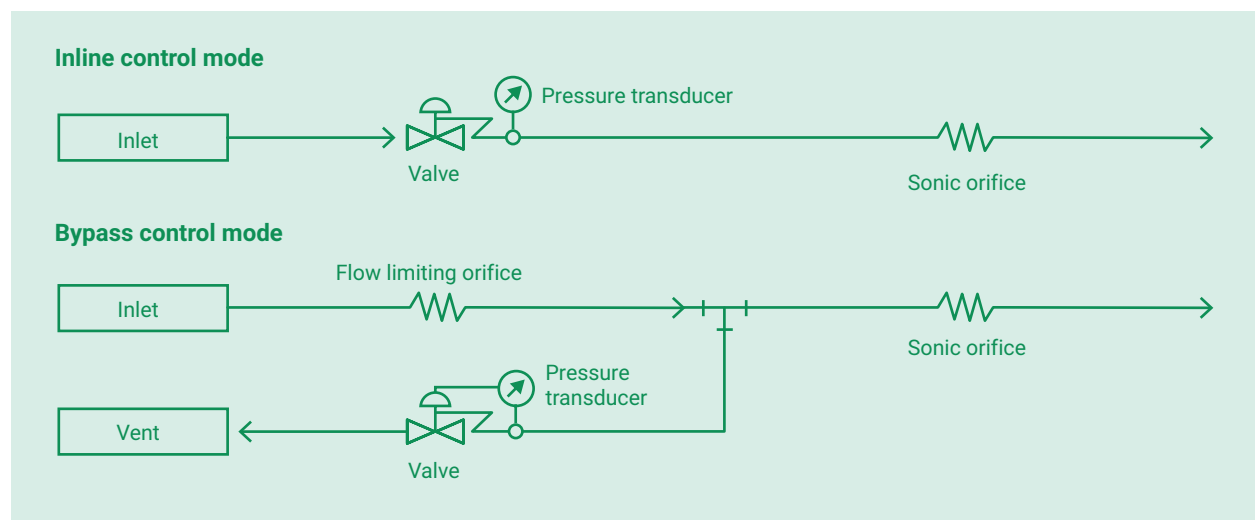 Inline control mode
Pressure transducer
Inlet
Valve
Sonic orifice
Bypass control mode
Flow limiting orifice
Inlet
Sonic orifice
Pressure
transducer
Vent
Valve